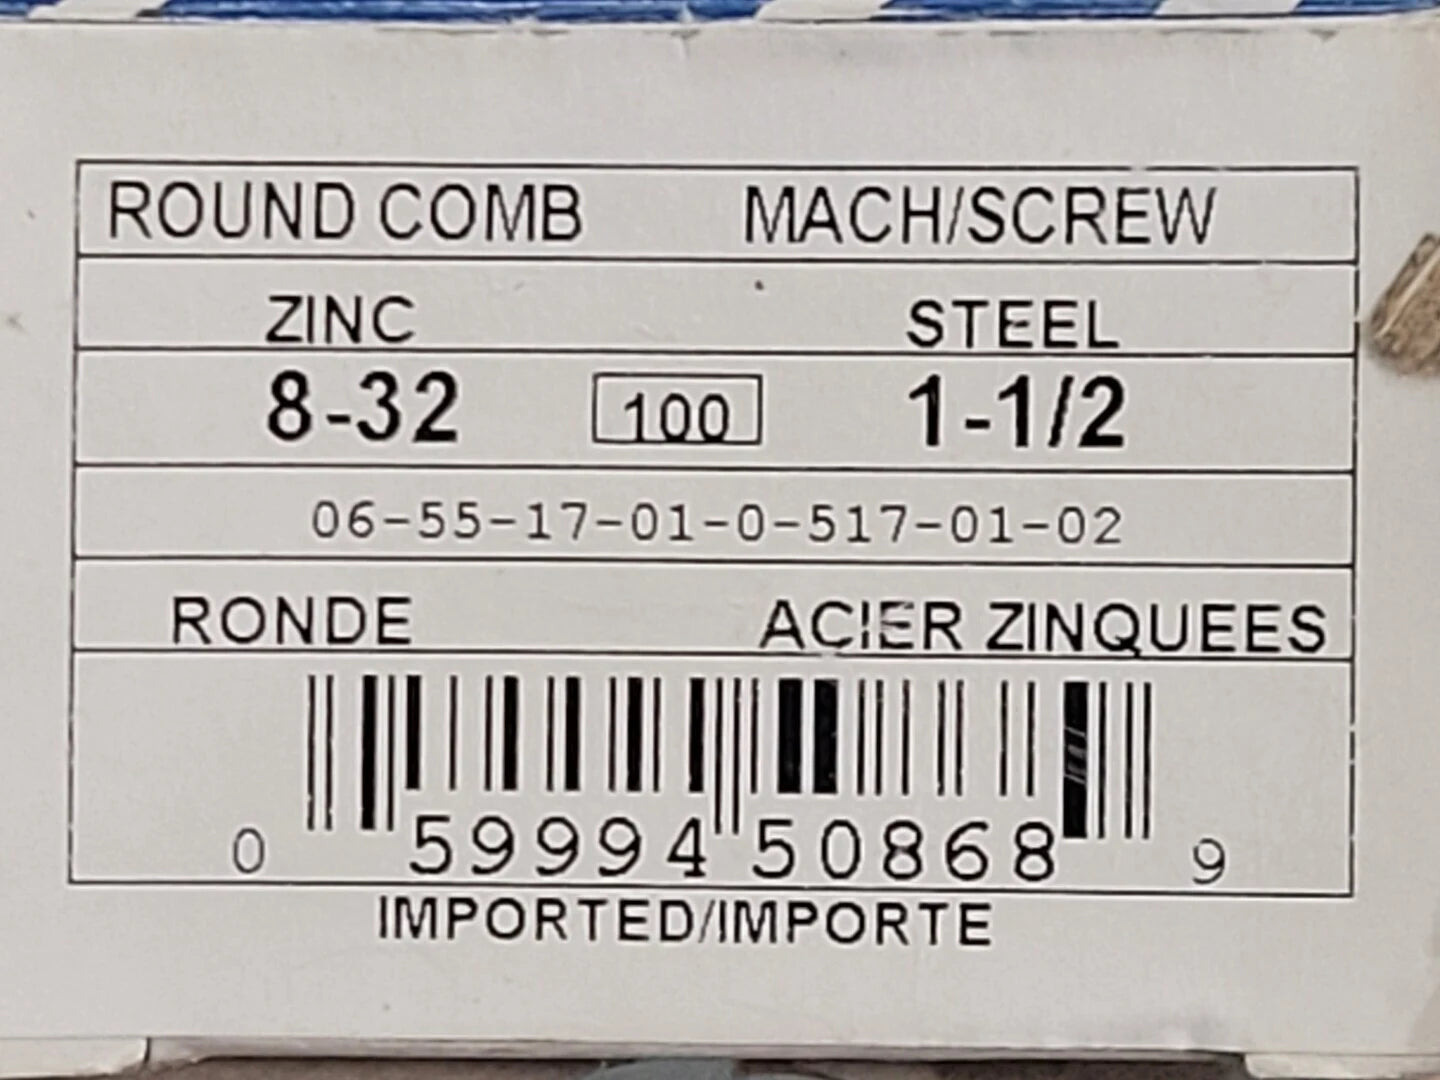 ROUND COMB MACH/SCREW
ZINC STEEL
8-32 100 1-1/2
06-55-17-01-0-517-01-02
RONDE ACIER ZINQUEES
0 59994 50868 9
IMPORTED/IMPORTE